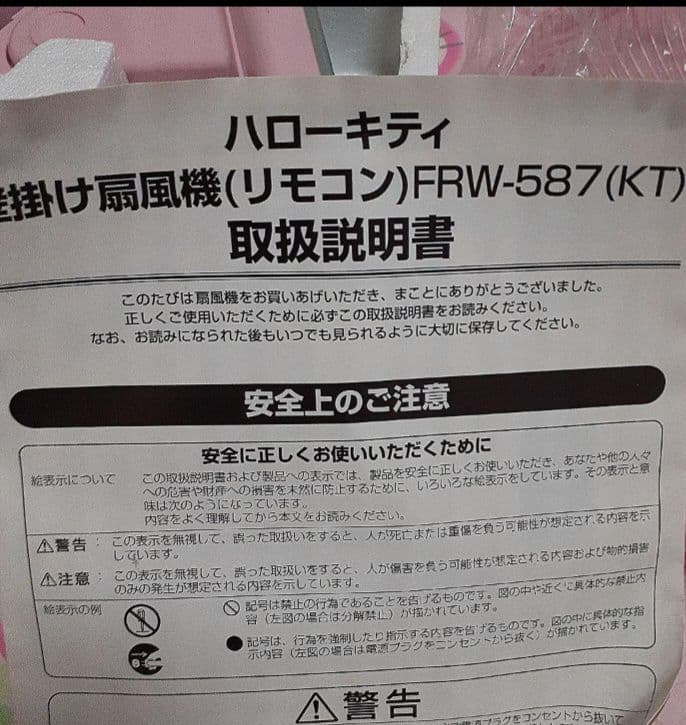 ハローキティ
壁掛け扇風機(リモコン)FRW-587(KT)
取扱説明書
このたびは扇風機をお買いあげいただき、まことにありがとうございました。
正しくご使用いただくために必ずこの取扱説明書をお読みください。
なお、お読みになられた後もいつでも見られるように大切に保存してください。
安全上のご注意
安全に正しくお使いいただくために
絵表示について この取扱説明書および製品への表示では、製品を安全に正しくお使いいただき、あなたや他の人々
への危害や財産への損害を未然に防止するために、いろいろな絵表示をしています。その表示と意
味は次のようになっています。
内容をよく理解してから本文をお読みください。
⚠警告： この表示を無視して、誤った取扱いをすると、人が死亡または重傷を負う可能性が想定される内容を示
しています。
⚠注意： この表示を無視して、誤った取扱いをすると、人が傷害を負う可能性が想定される内容および物的損害
のみの発生が想定される内容を示しています。
絵表示の例
記号は禁止の行為であることを告げるものです。図の中や近くに具体的な禁止内
容（左図の場合は分解禁止）が描かれています。
●記号は、行為を強制したり指示する内容を告げるものです。図の中に具体的な指
示内容（左図の場合は電源プラグをコンセントから抜く）が描かれています。
⚠警告
プラグをコンセントから抜いて